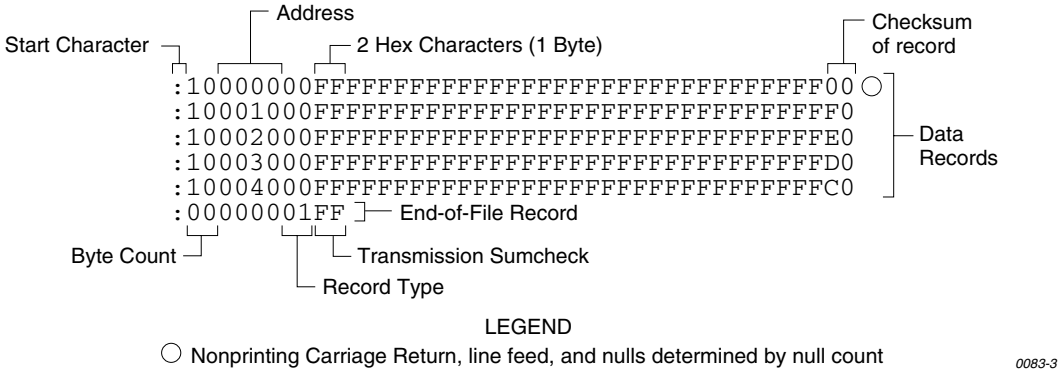 Address
Checksum of record
Start Character
2 Hex Characters (1 Byte)
:10000000FFFFFFFFFFFFFFFFFFFFFFFFFFFFFFFF00
:10001000FFFFFFFFFFFFFFFFFFFFFFFFFFFFFFFFF0
:10002000FFFFFFFFFFFFFFFFFFFFFFFFFFFFFFFFE0
:10003000FFFFFFFFFFFFFFFFFFFFFFFFFFFFFFFFD0
:10004000FFFFFFFFFFFFFFFFFFFFFFFFFFFFFFFFC0
Data
Records
:00000001FF
End-of-File Record
Byte Count
Transmission Sumcheck
Record Type
LEGEND
Nonprinting Carriage Return, line feed, and nulls determined by null count
0083-3